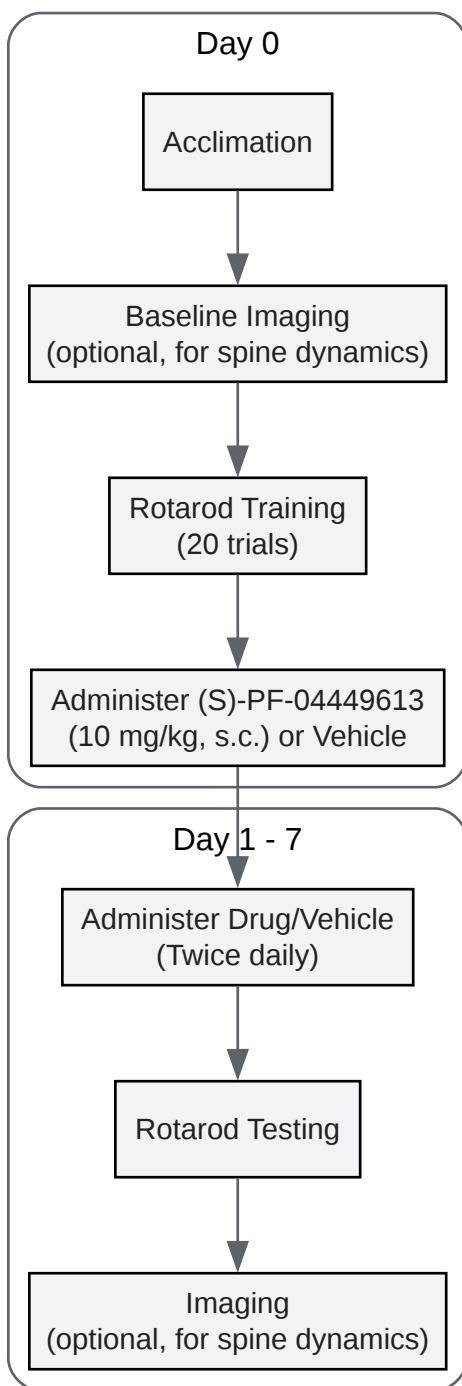 Day 0
Acclimation
Baseline Imaging
(optional, for spine dynamics)
Rotarod Training
(20 trials)
Administer (S)-PF-04449613
(10 mg/kg, s.c.) or Vehicle
Day 1 - 7
Administer Drug/Vehicle
(Twice daily)
Rotarod Testing
Imaging
(optional, for spine dynamics)